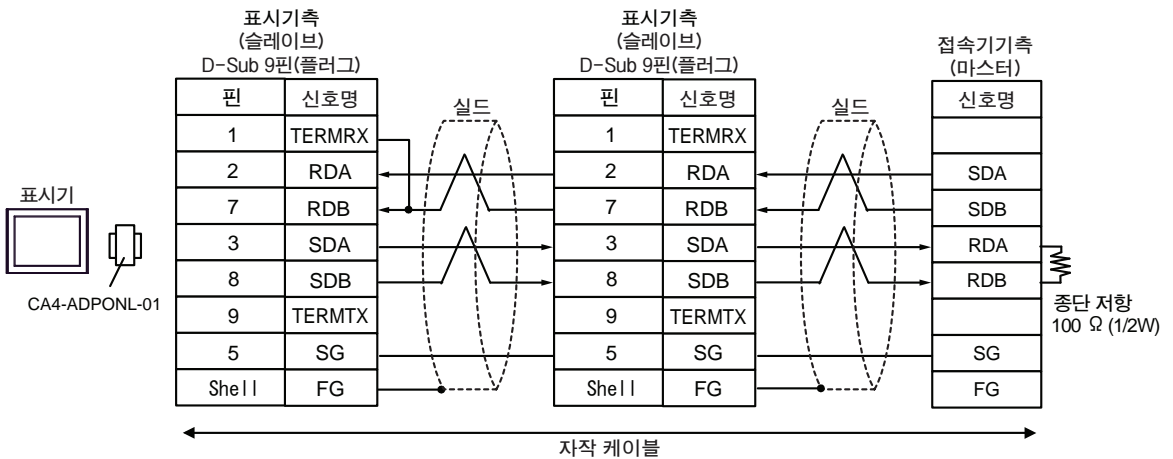 표시기측
(슬레이브)
D-Sub 9핀(플러그)
표시기측
(슬레이브)
D-Sub 9핀(플러그)
접속기기측
(마스터)
핀 신호명 실드 핀 신호명 실드 신호명
1 TERMRX 1 TERMRX
2 RDA 2 RDA SDA
7 RDB 7 RDB SDB
3 SDA 3 SDA RDA
8 SDB 8 SDB RDB
9 TERMTX 9 TERMTX
5 SG 5 SG SG
Shell FG Shell FG FG
표시기
CA4-ADPONL-01
종단 저항
100 Ω (1/2W)
자작 케이블